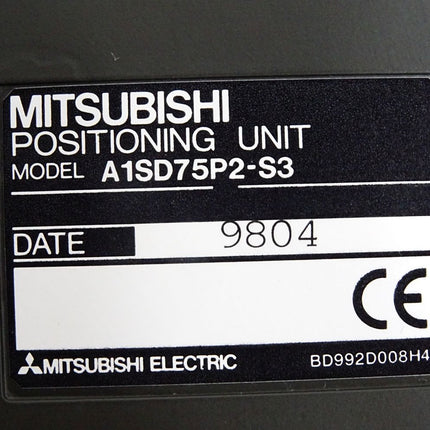 MITSUBISHI
POSITIONING UNIT
MODEL A1SD75P2-S3
DATE 9804
CE
MITSUBISHI ELECTRIC BD992D008H4